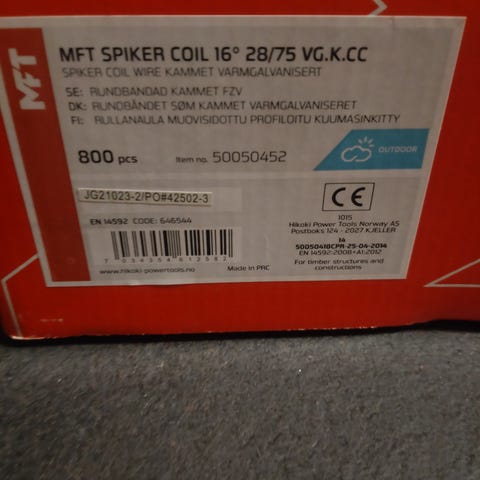 MFT
MFT SPIKER COIL 16° 28/75 VG.K.CC
SPIKER COIL WIRE KAMMET VARMGALVANISERT
SE: RUNDBANDAD KAMMET FZV
DK: RUNDBÅNDET SØM KAMMET VARMGALVANISERET
FI: RULLANAULA MUOVISIDOTTU PROFILOITU KUUMASINKITTY
800 pcs
Item no. 50050452
OUTDOOR
JG21023-2/PO#42502-3
CE
1015
Hikoki Power Tools Norway AS
Postboks 124 - 2027 KJELLER
EN 14592 CODE: 646544
14
50050418CPR-25-04-2014
EN 14592:2008+A1:2012
For timber structures and
constructions
7 034354 612582
www.hikoki-powertools.no
Made in PRC